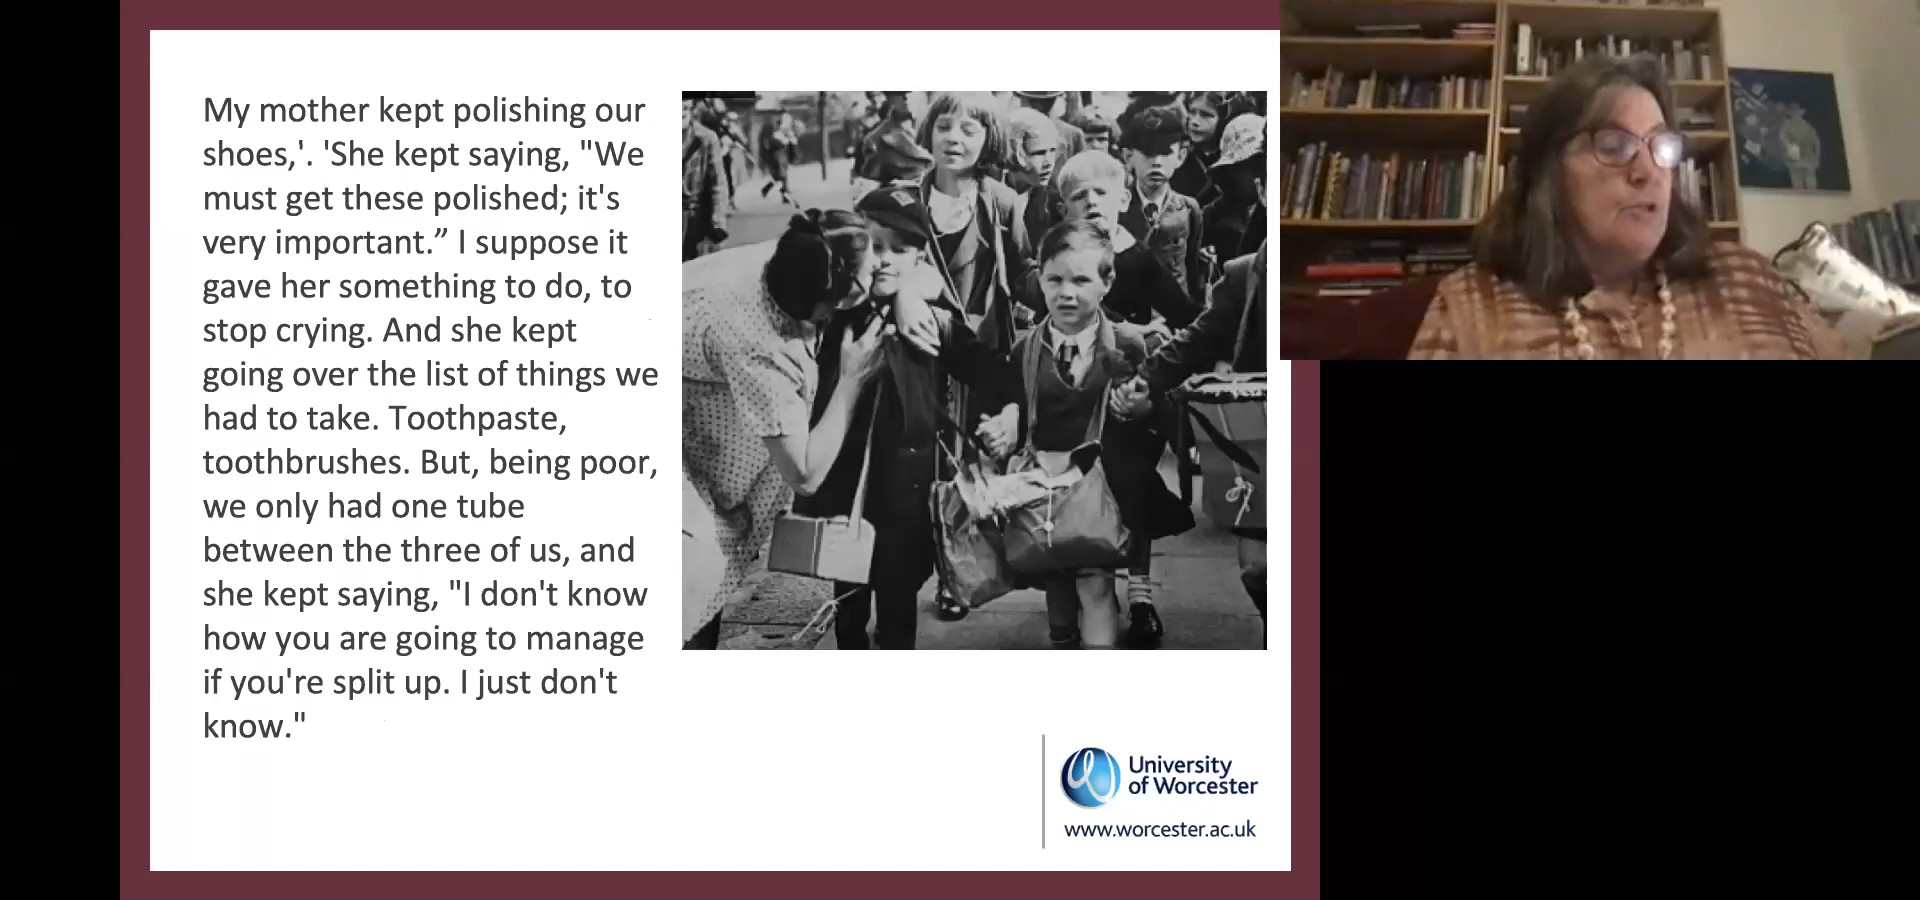 My mother kept polishing our
shoes,'. 'She kept saying, "We
must get these polished; it's
very important.” I suppose it
gave her something to do, to
stop crying. And she kept
going over the list of things we
had to take. Toothpaste,
toothbrushes. But, being poor,
we only had one tube
between the three of us, and
she kept saying, "I don't know
how you are going to manage
if you're split up. I just don't
know."
University
of Worcester
www.worcester.ac.uk